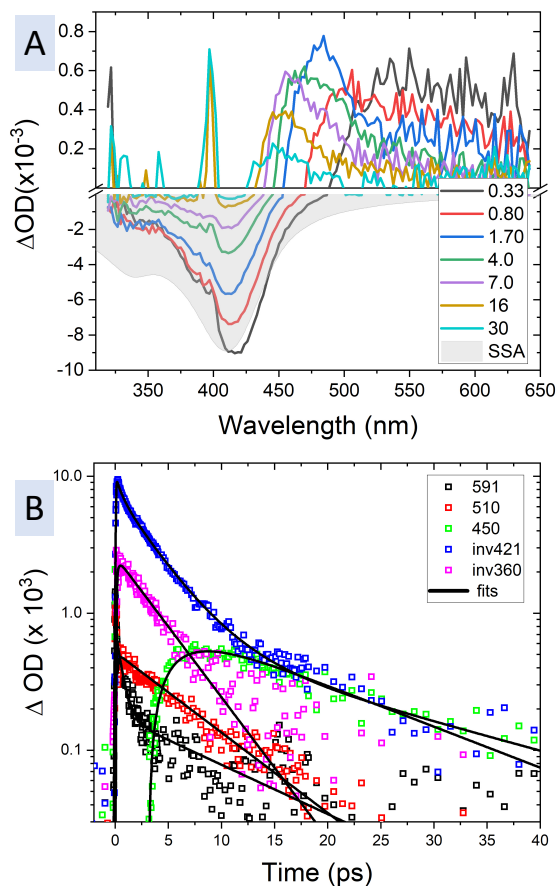 A
0.8
0.6
0.4
0.2
-2
-4
-6
-8
-10
ΔOD(x10⁻³)
0.33
0.80
1.70
4.0
7.0
16
30
SSA
350 400 450 500 550 600 650
Wavelength (nm)
B
10.0
1.0
0.1
Δ OD (x 10³)
591
510
450
inv421
inv360
fits
0 5 10 15 20 25 30 35 40
Time (ps)